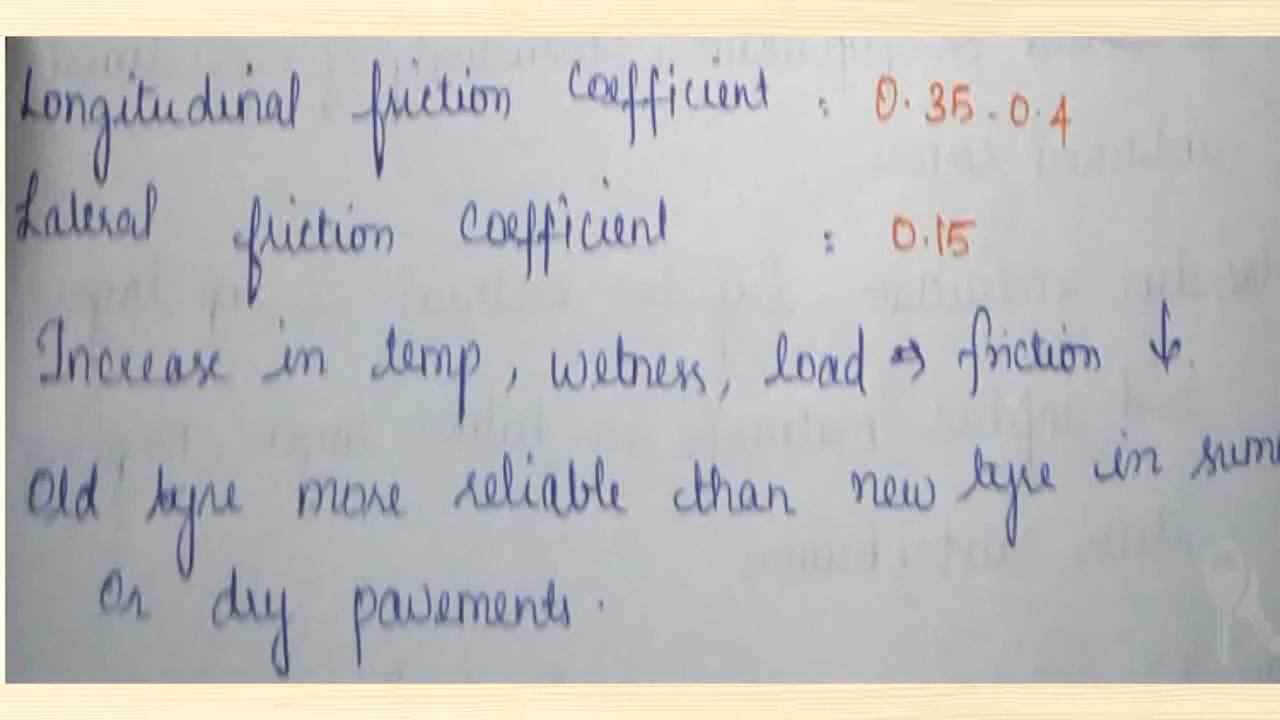 Longitudinal friction coefficient : 0.35-0.4
Lateral friction coefficient : 0.15
Increase in temp, wetness, load → friction ↓.
Old tyre more reliable than new tyre in
or dry pavements.